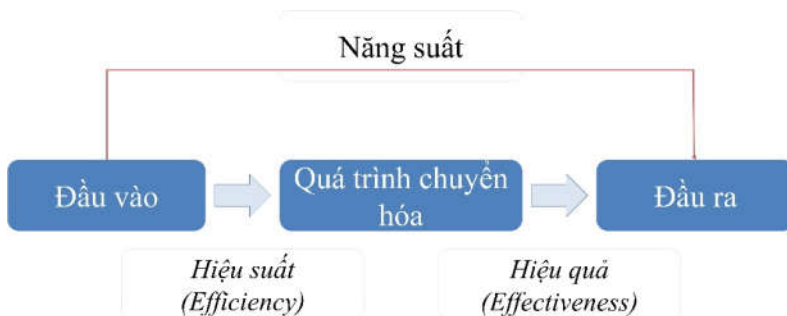 Năng suất
Đầu vào
Quá trình chuyển
hóa
Đầu ra
Hiệu suất
(Efficiency)
Hiệu quả
(Effectiveness)